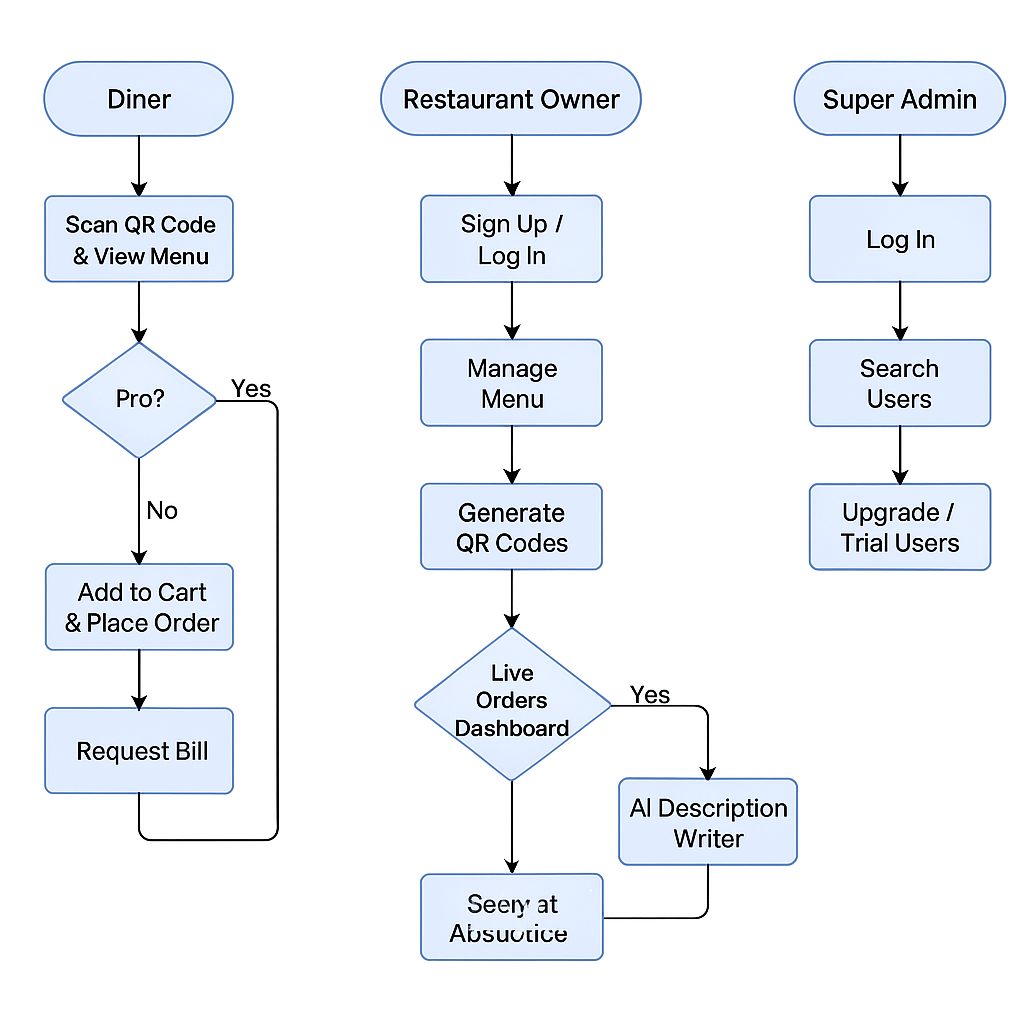 Diner
Scan QR Code
& View Menu
Pro?
Yes
No
Add to Cart
& Place Order
Request Bill
Restaurant Owner
Sign Up /
Log In
Manage
Menu
Generate
QR Codes
Live
Orders
Dashboard
Yes
AI Description
Writer
at
Super Admin
Log In
Search
Users
Upgrade /
Trial Users